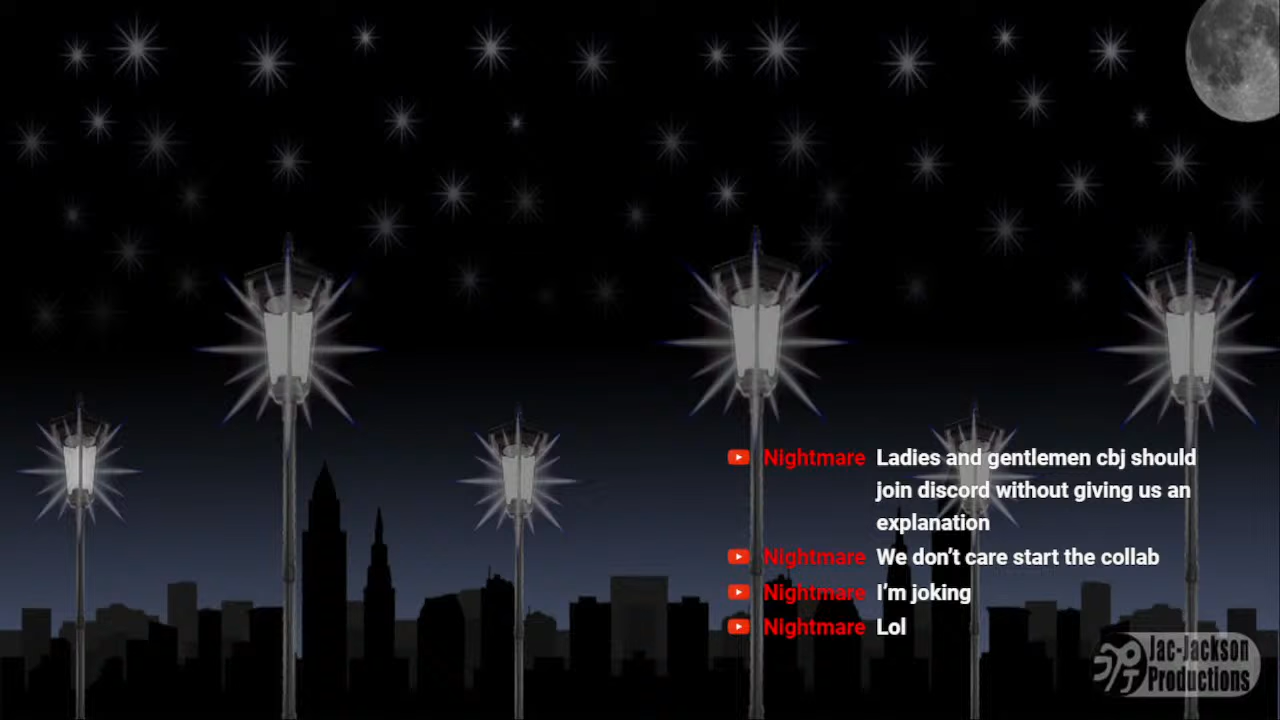 Nightmare Ladies and gentlemen cbj should
join discord without giving us an
explanation
Nightmare We don’t care start the collab
Nightmare I’m joking
Nightmare Lol
Jac-Jackson
Productions